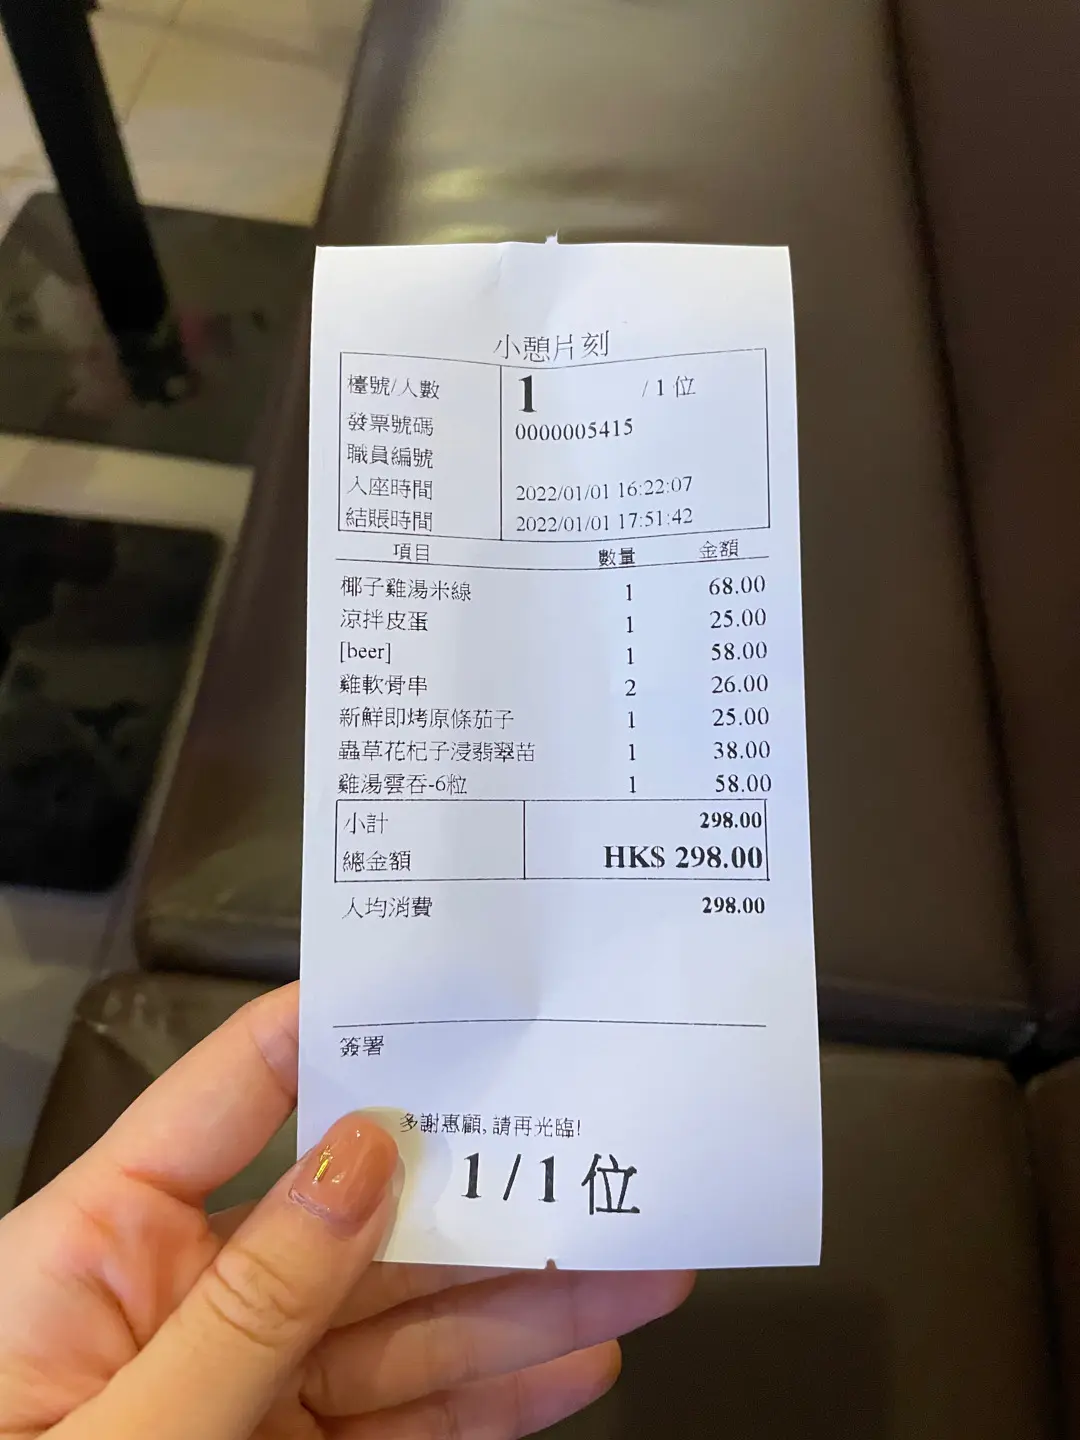 小憩片刻
檯號/人數 1 / 1 位
發票號碼 0000005415
職員編號
入座時間 2022/01/01 16:22:07
結賬時間 2022/01/01 17:51:42
項目 數量 金額
椰子雞湯米線 1 68.00
涼拌皮蛋 1 25.00
[beer] 1 58.00
雞軟骨串 2 26.00
新鮮即烤原條茄子 1 25.00
蟲草花杞子浸翡翠苗 1 38.00
雞湯雲吞-6粒 1 58.00
小計 298.00
總金額 HK$ 298.00
人均消費 298.00
簽署
多謝惠顧, 請再光臨!
1 / 1 位